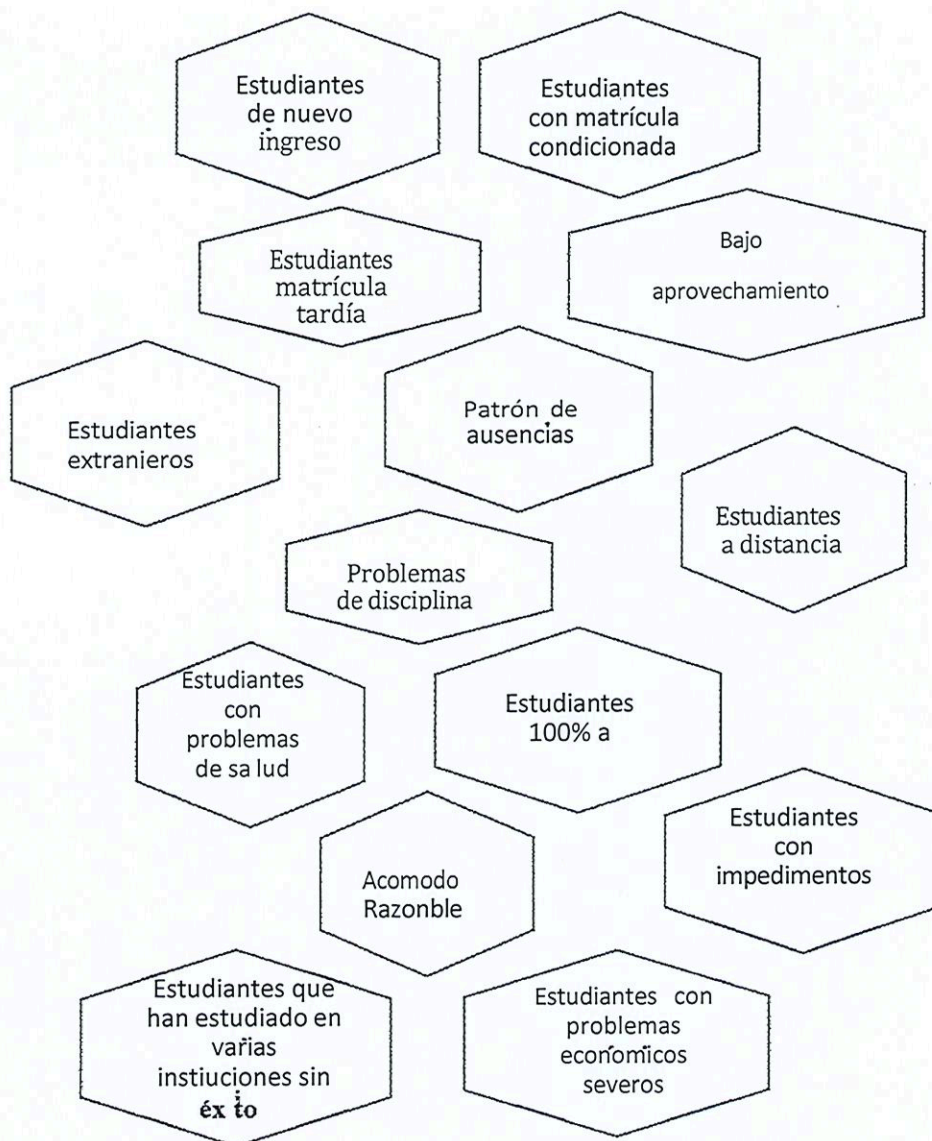 Estudiantes
de nuevo
ingreso
Estudiantes
con matrícula
condicionada
Estudiantes
matrícula
tardía
Bajo
aprovechamiento
Estudiantes
extranieros
Patrón de
ausencias
Estudiantes
a distancia
Problemas
de disciplina
Estudiantes
con
problemas
de sa lud
Estudiantes
100% a
Estudiantes
con
impedimentos
Acomodo
Razonble
Estudiantes que
han estudiado en
varias
instiuciones sin
éx ito
Estudiantes con
problemas
económicos
severos